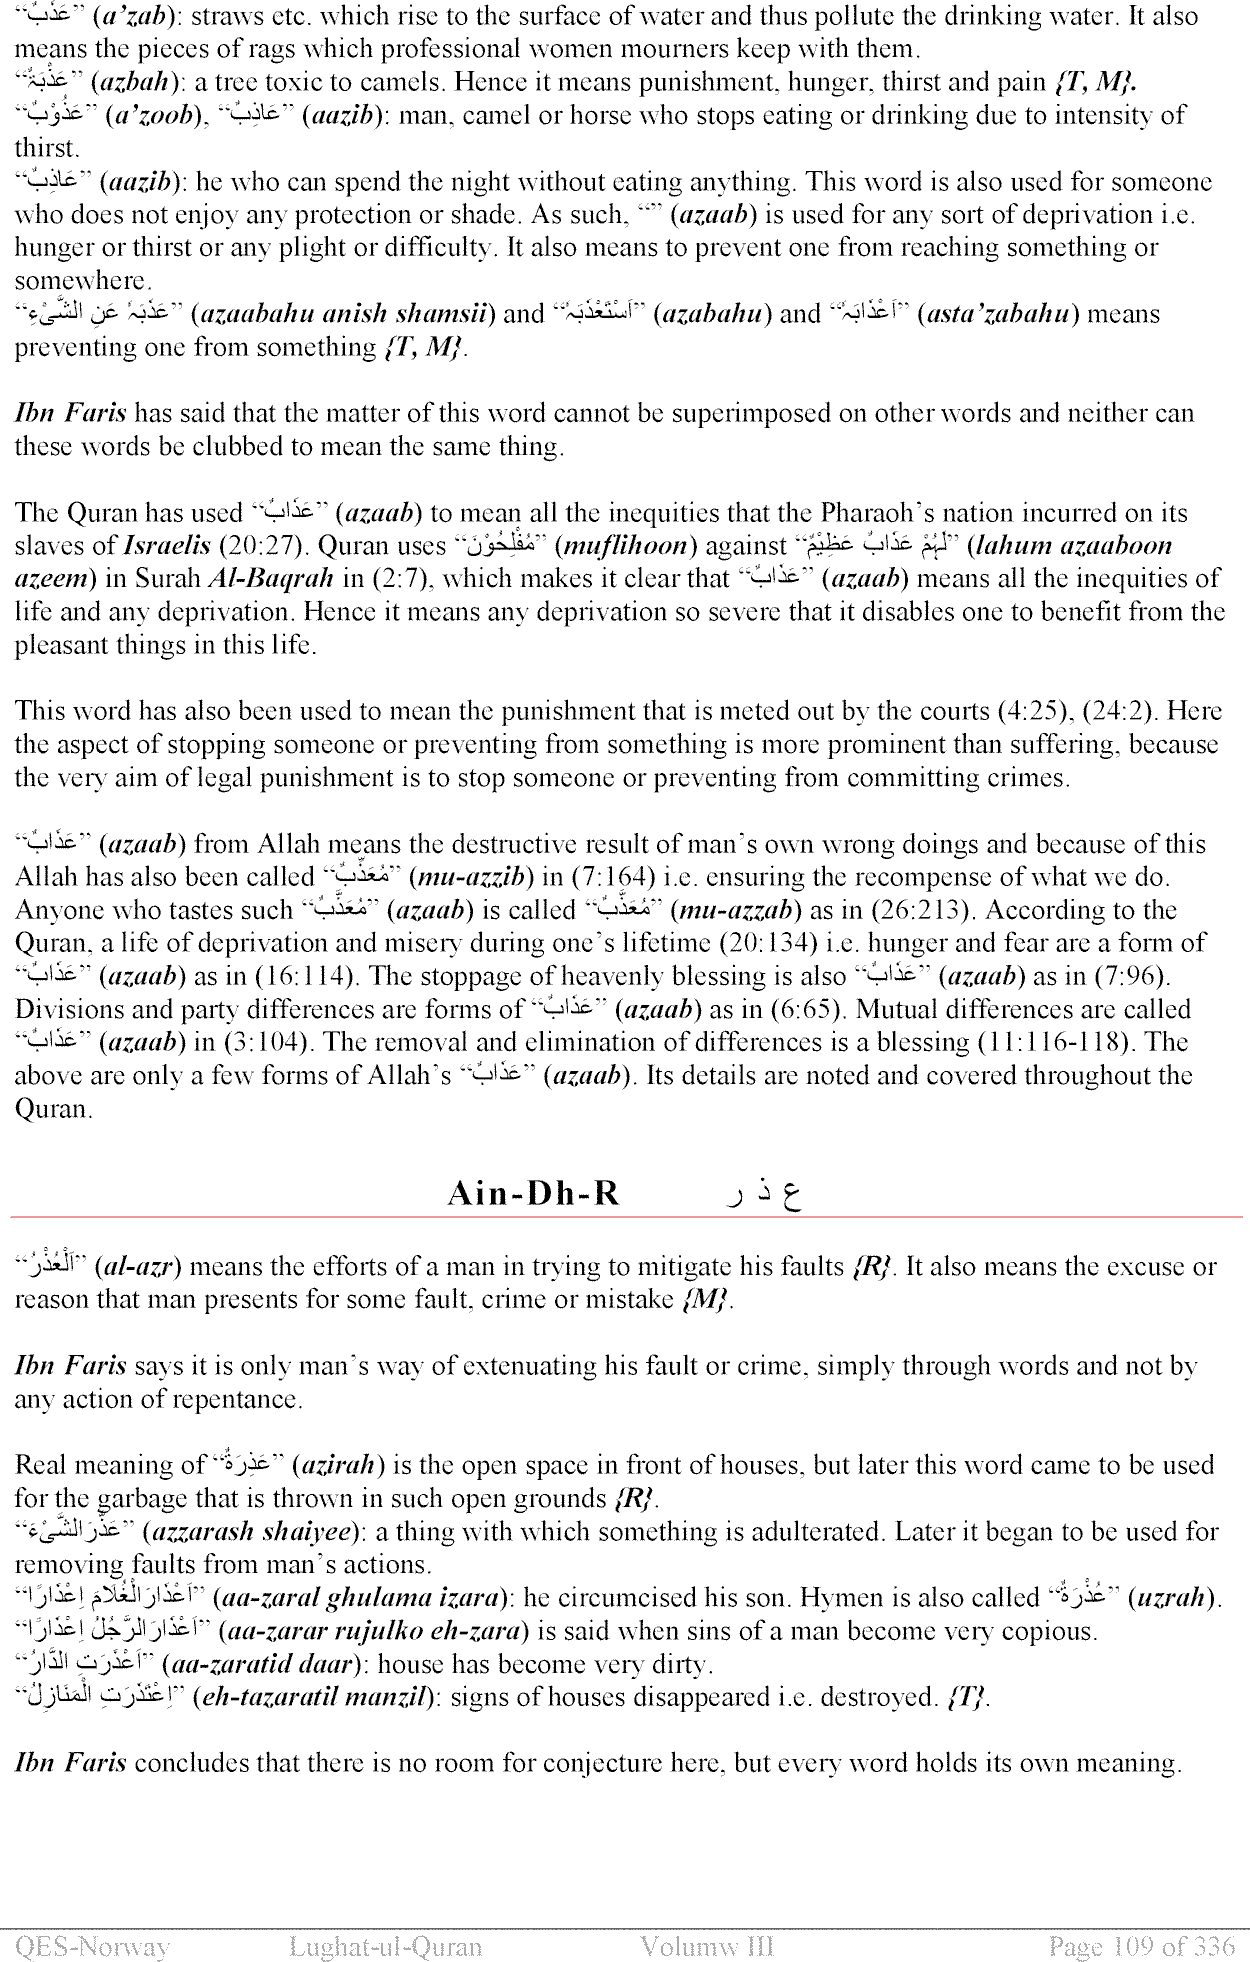 “عَذَبٌ” (a’zab): straws etc. which rise to the surface of water and thus pollute the drinking water. It also
means the pieces of rags which professional women mourners keep with them.
“عَذْبَۃٌ” (azbah): a tree toxic to camels. Hence it means punishment, hunger, thirst and pain {T, M}.
“عَذُوْبٌ” (a’zoob), “عَاذِبٌ” (aazib): man, camel or horse who stops eating or drinking due to intensity of
thirst.
“عَاذِبٌ” (aazib): he who can spend the night without eating anything. This word is also used for someone
who does not enjoy any protection or shade. As such, “” (azaab) is used for any sort of deprivation i.e.
hunger or thirst or any plight or difficulty. It also means to prevent one from reaching something or
somewhere.
“عَذَبَہٗ عَنِ الشَّیْءِ” (azaabahu anish shamsii) and “اَسْتَعْذَبَہٗ” (azabahu) and “اَعْذَابَہٗ” (asta’zabahu) means
preventing one from something {T, M}.

Ibn Faris has said that the matter of this word cannot be superimposed on other words and neither can
these words be clubbed to mean the same thing.

The Quran has used “عَذَابٌ” (azaab) to mean all the inequities that the Pharaoh’s nation incurred on its
slaves of Israelis (20:27). Quran uses “مُفْلِحُوْنَ” (muflihoon) against “لَہُمْ عَذَابٌ عَظِیْمٌ” (lahum azaaboon
azeem) in Surah Al-Baqrah in (2:7), which makes it clear that “عَذَابٌ” (azaab) means all the inequities of
life and any deprivation. Hence it means any deprivation so severe that it disables one to benefit from the
pleasant things in this life.

This word has also been used to mean the punishment that is meted out by the courts (4:25), (24:2). Here
the aspect of stopping someone or preventing from something is more prominent than suffering, because
the very aim of legal punishment is to stop someone or preventing from committing crimes.

“عَذَابٌ” (azaab) from Allah means the destructive result of man’s own wrong doings and because of this
Allah has also been called “مُعَذِّبٌ” (mu-azzib) in (7:164) i.e. ensuring the recompense of what we do.
Anyone who tastes such “مُعَذَّبٌ” (azaab) is called “مُعَذَّبٌ” (mu-azzab) as in (26:213). According to the
Quran, a life of deprivation and misery during one’s lifetime (20:134) i.e. hunger and fear are a form of
“عَذَابٌ” (azaab) as in (16:114). The stoppage of heavenly blessing is also “عَذَابٌ” (azaab) as in (7:96).
Divisions and party differences are forms of “عَذَابٌ” (azaab) as in (6:65). Mutual differences are called
“عَذَابٌ” (azaab) in (3:104). The removal and elimination of differences is a blessing (11:116-118). The
above are only a few forms of Allah’s “عَذَابٌ” (azaab). Its details are noted and covered throughout the
Quran.

Ain-Dh-R ع ذ ر

“اَلْعُذْرُ” (al-azr) means the efforts of a man in trying to mitigate his faults {R}. It also means the excuse or
reason that man presents for some fault, crime or mistake {M}.

Ibn Faris says it is only man’s way of extenuating his fault or crime, simply through words and not by
any action of repentance.

Real meaning of “عَذِرَۃٌ” (azirah) is the open space in front of houses, but later this word came to be used
for the garbage that is thrown in such open grounds {R}.
“عَذَّرَ الشَّیْءَ” (azzarash shaiyee): a thing with which something is adulterated. Later it began to be used for
removing faults from man’s actions.
“اَعْذَارَ الْغُلَامَ اِعْذَارًا” (aa-zaral ghulama izara): he circumcised his son. Hymen is also called “عُذْرَۃٌ” (uzrah).
“اَعْذَارَ الرَّجُلُ اِعْذَارًا” (aa-zarar rujulko eh-zara) is said when sins of a man become very copious.
“اَعْذَرَتِ الدَّارُ” (aa-zaratid daar): house has become very dirty.
“اِعْتَذَرَتِ الْمَنَازِلُ” (eh-tazaratil manzil): signs of houses disappeared i.e. destroyed. {T}.

Ibn Faris concludes that there is no room for conjecture here, but every word holds its own meaning.

QES-Norway Lughat-ul-Quran Volumw III Page 109 of 336